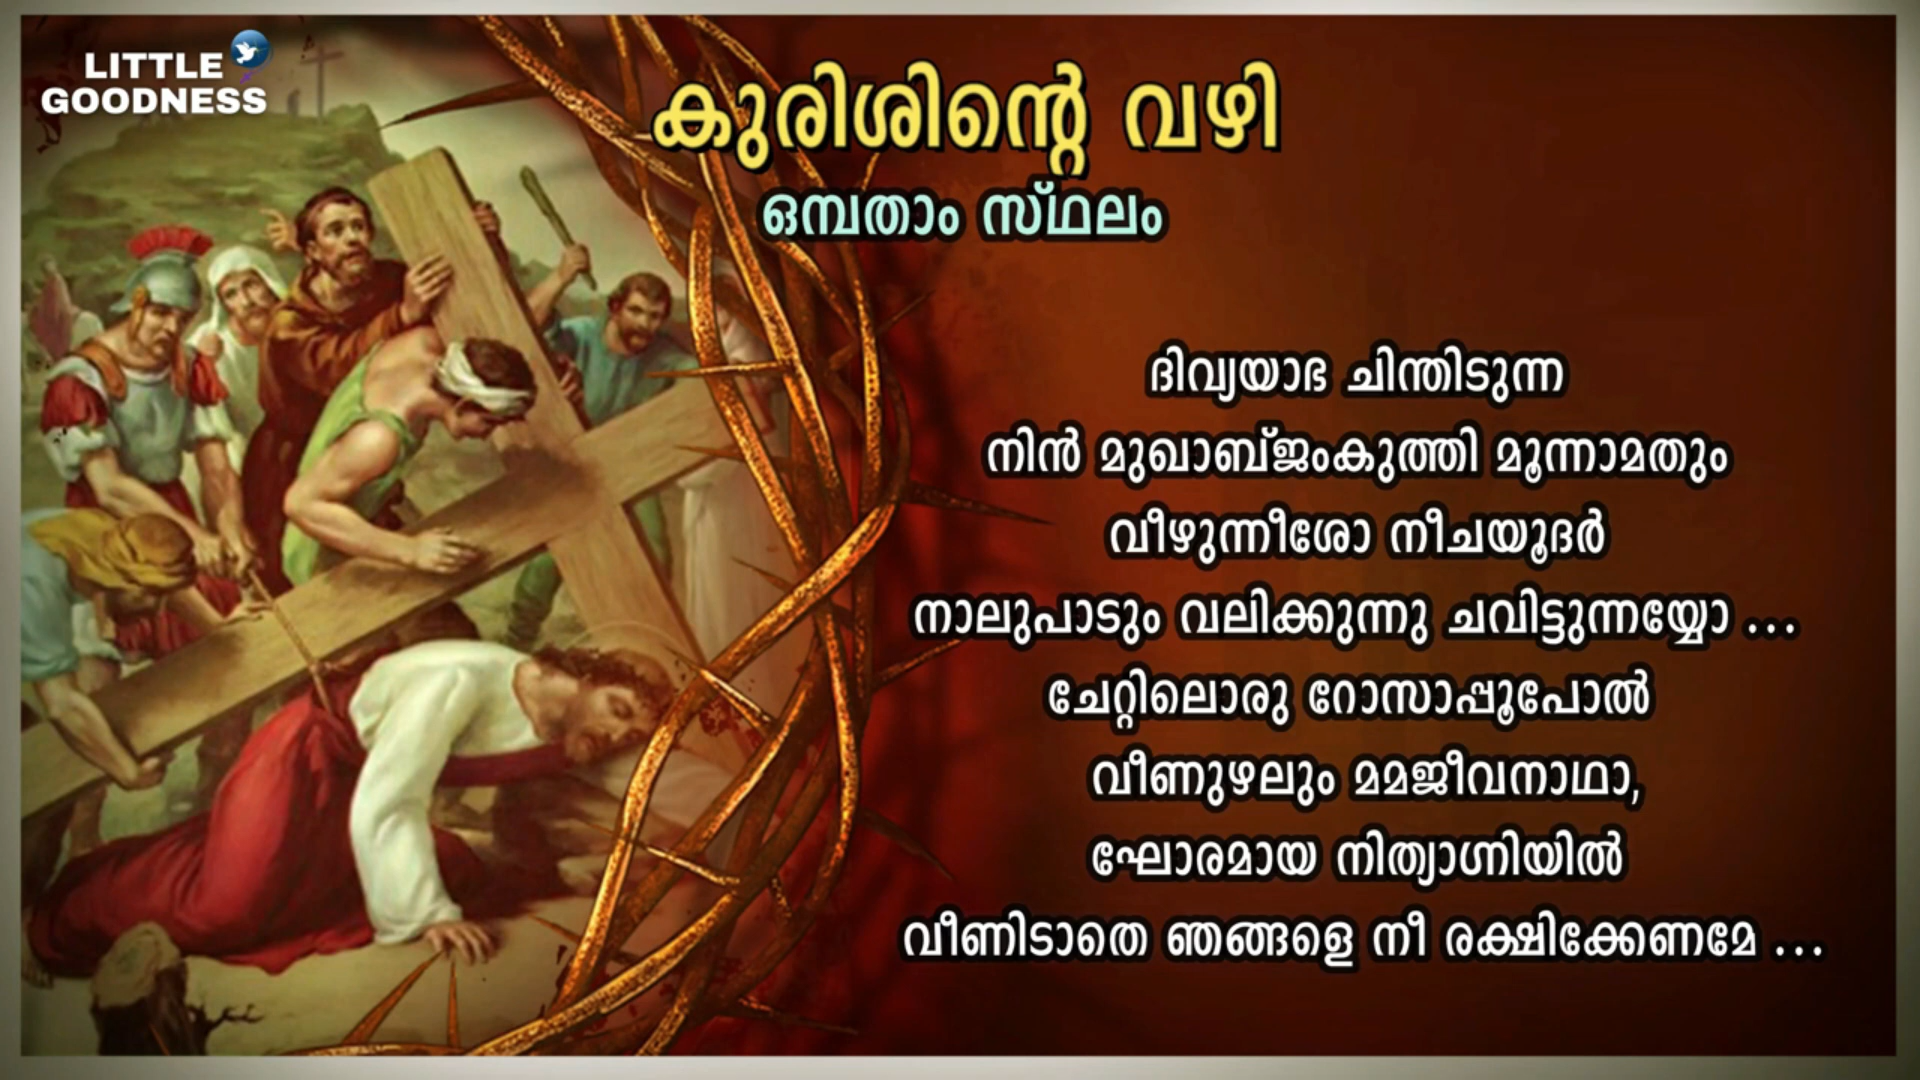 LITTLE
GOODNESS
കുരിശിന്റെ വഴി
ഒമ്പതാം സ്ഥലം
ദിവ്യയാഭ ചിന്തിടുന്ന
നിൻ മുഖാബ്ജംകുത്തി മൂന്നാമതും
വീഴുന്നീശോ നീചയൂദർ
നാലുപാടും വലിക്കുന്നു ചവിട്ടുന്നയ്യോ ...
ചേറ്റിലൊരു റോസാപ്പൂപോൽ
വീണുഴലും മമജീവനാഥാ,
ഘോരമായ നിത്യാഗ്നിയിൽ
വീണിടാതെ ഞങ്ങളെ നീ രക്ഷിക്കേണമേ ...